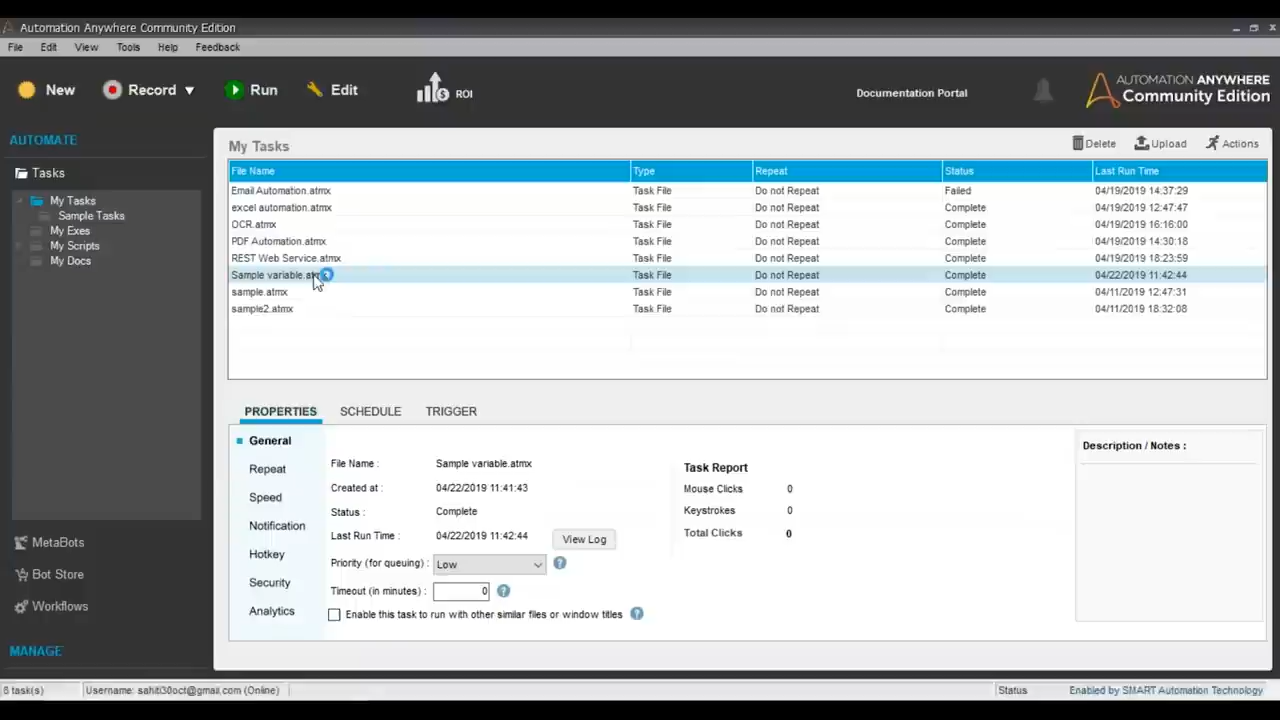 Automation Anywhere Community Edition
File Edit View Tools Help Feedback
New Record Run Edit ROI Documentation Portal AUTOMATION ANYWHERE
Community Edition
AUTOMATE
Tasks
My Tasks
Sample Tasks
My Exes
My Scripts
My Docs
MetaBots
Bot Store
Workflows
MANAGE
My Tasks Delete Upload Actions
File Name Type Repeat Status Last Run Time
Email Automation.atmx Task File Do not Repeat Failed 04/19/2019 14:37:29
excel automation.atmx Task File Do not Repeat Complete 04/19/2019 12:47:47
OCR.atmx Task File Do not Repeat Complete 04/19/2019 16:16:00
PDF Automation.atmx Task File Do not Repeat Complete 04/19/2019 14:30:18
REST Web Service.atmx Task File Do not Repeat Complete 04/19/2019 18:23:59
Sample variable.atmx Task File Do not Repeat Complete 04/22/2019 11:42:44
sample.atmx Task File Do not Repeat Complete 04/11/2019 12:47:31
sample2.atmx Task File Do not Repeat Complete 04/11/2019 18:32:08
PROPERTIES SCHEDULE TRIGGER
General
Repeat
Speed
Notification
Hotkey
Security
Analytics
File Name : Sample variable.atmx
Created at : 04/22/2019 11:41:43
Status : Complete
Last Run Time : 04/22/2019 11:42:44 View Log
Priority (for queuing) : Low ?
Timeout (in minutes) : 0 ?
Enable this task to run with other similar files or window titles ?
Task Report
Mouse Clicks 0
Keystrokes 0
Total Clicks 0
Description / Notes :
8 task(s) Username: sahiti30oct@gmail.com (Online) Status Enabled by SMART Automation Technology